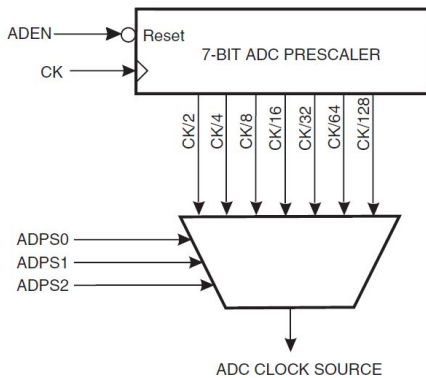 ADEN
Reset
7-BIT ADC PRESCALER
CK
CK/2
CK/4
CK/8
CK/16
CK/32
CK/64
CK/128
ADPS0
ADPS1
ADPS2
ADC CLOCK SOURCE